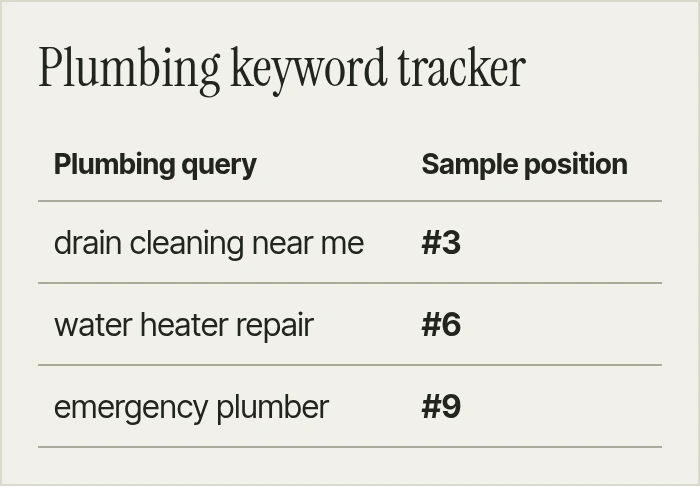 Plumbing keyword tracker
Plumbing query Sample position
drain cleaning near me #3
water heater repair #6
emergency plumber #9